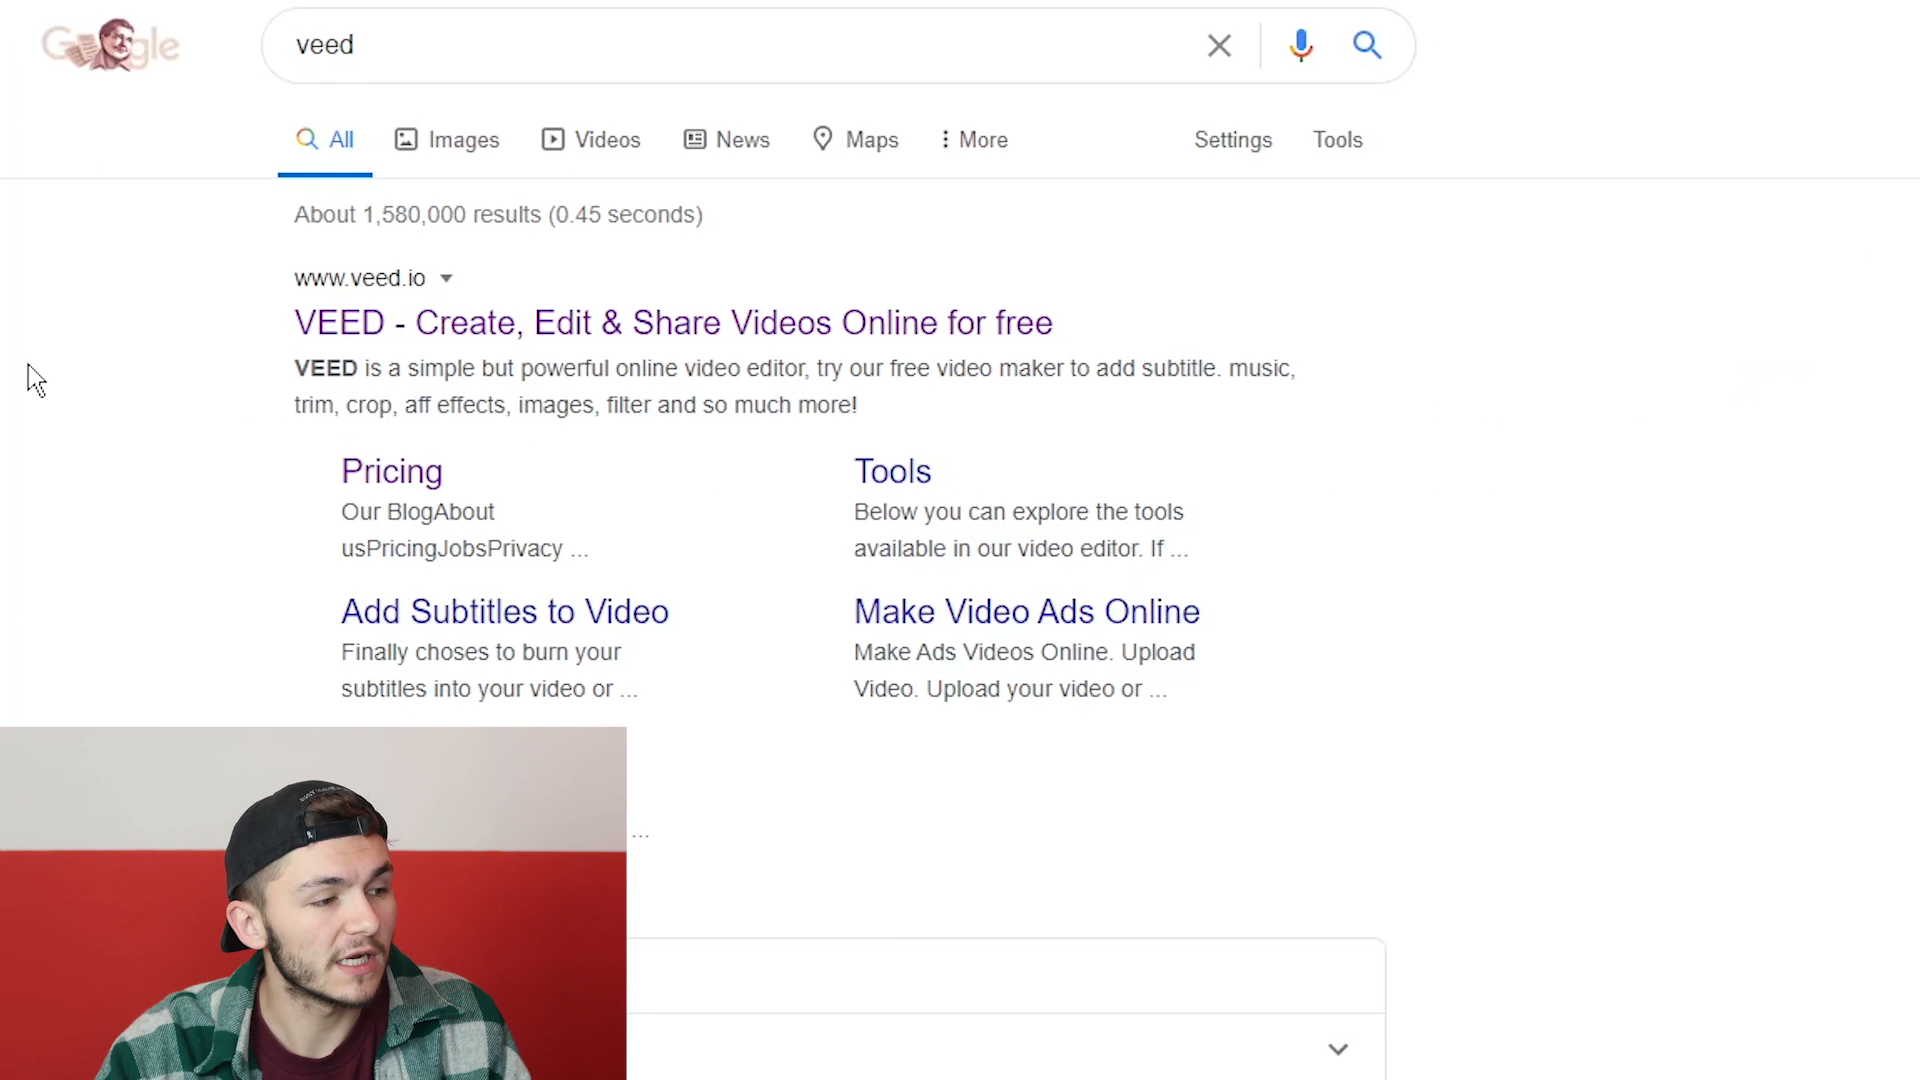 Google
veed
All
Images
Videos
News
Maps
More
Settings
Tools
About 1,580,000 results (0.45 seconds)
www.veed.io
VEED - Create, Edit & Share Videos Online for free
VEED is a simple but powerful online video editor, try our free video maker to add subtitle. music,
trim, crop, aff effects, images, filter and so much more!
Pricing
Our BlogAbout
usPricingJobsPrivacy ...
Tools
Below you can explore the tools
available in our video editor. If ...
Add Subtitles to Video
Finally choses to burn your
subtitles into your video or ...
Make Video Ads Online
Make Ads Videos Online. Upload
Video. Upload your video or ...
...